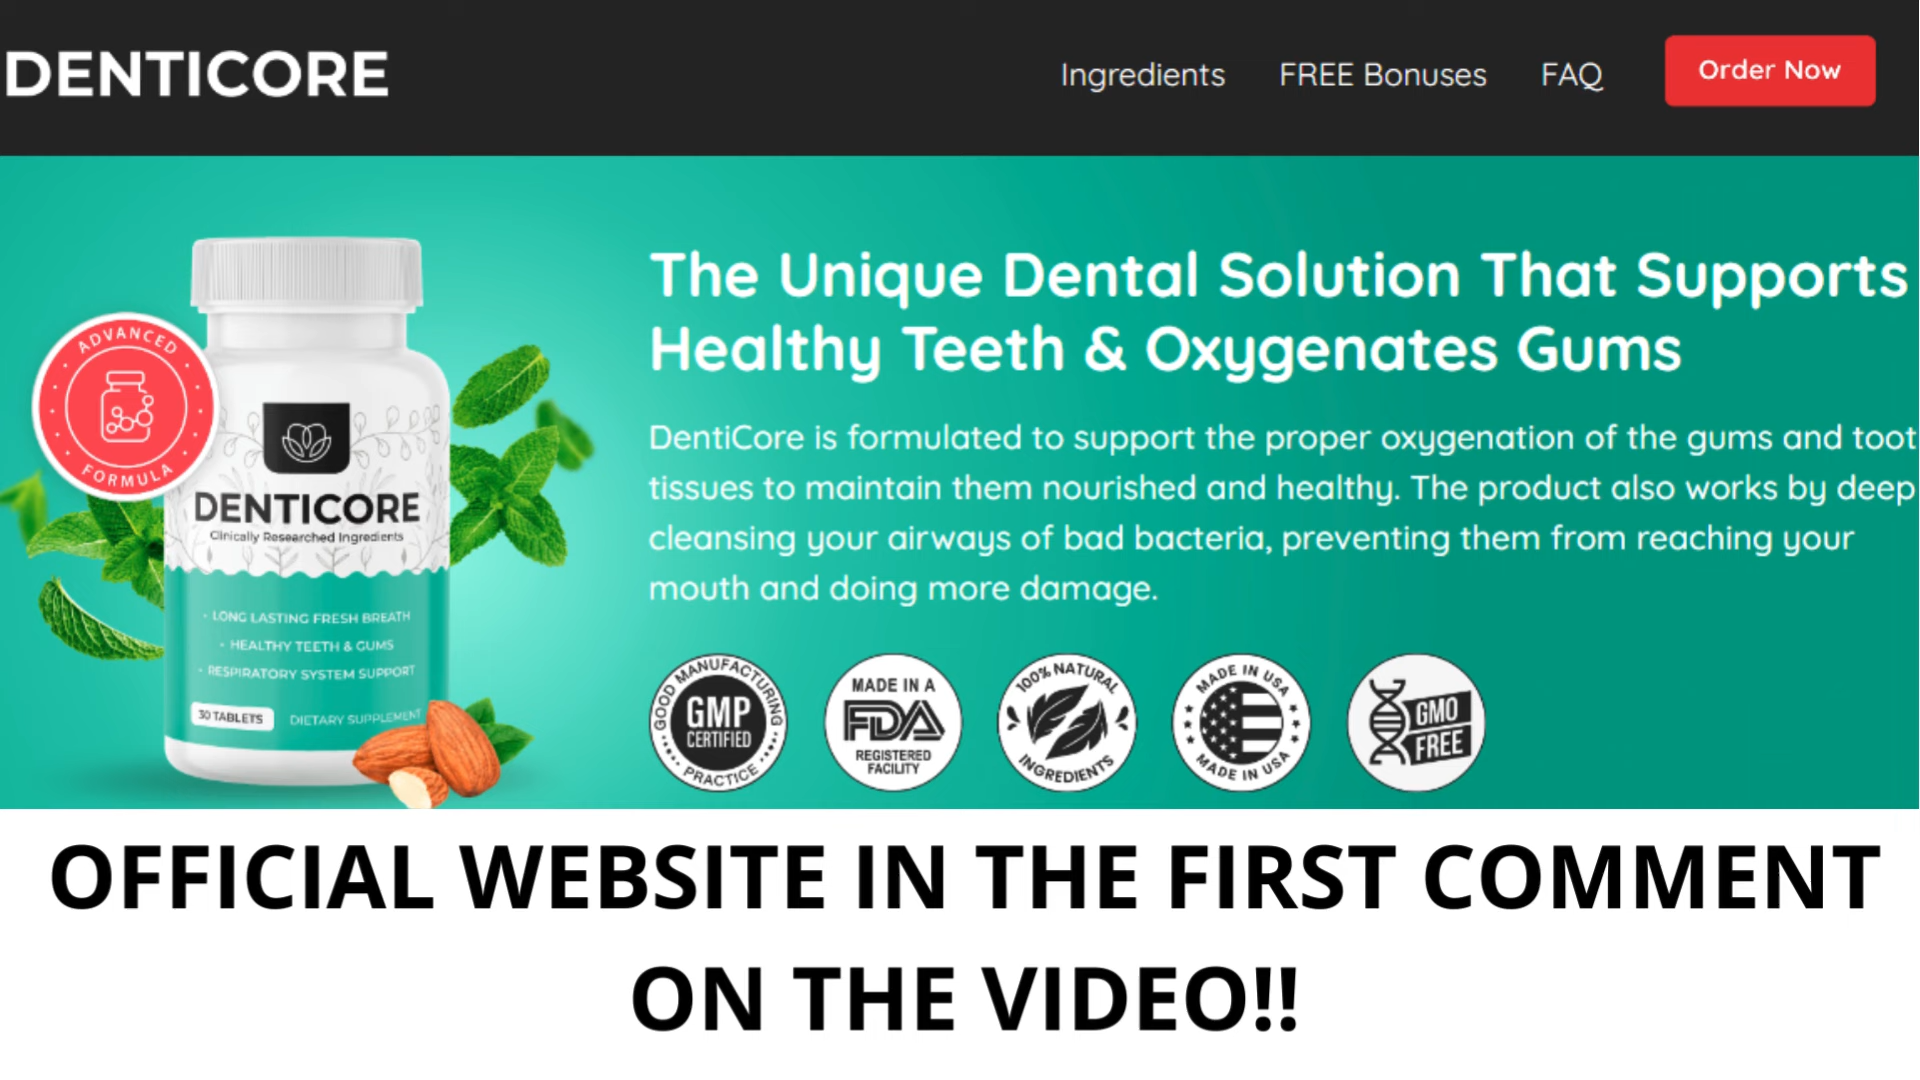 DENTICORE
Ingredients
FREE Bonuses
FAQ
Order Now
The Unique Dental Solution That Supports
Healthy Teeth & Oxygenates Gums
DentiCore is formulated to support the proper oxygenation of the gums and toot
tissues to maintain them nourished and healthy. The product also works by deep
cleansing your airways of bad bacteria, preventing them from reaching your
mouth and doing more damage.
ADVANCED
FORMULA
DENTICORE
Clinically Researched Ingredients
• LONG LASTING FRESH BREATH
• HEALTHY TEETH & GUMS
• RESPIRATORY SYSTEM SUPPORT
30 TABLETS
DIETARY SUPPLEMENT
GOOD MANUFACTURING
GMP
CERTIFIED
PRACTICE
MADE IN A
FDA
REGISTERED
FACILITY
100% NATURAL
INGREDIENTS
MADE IN USA
MADE IN USA
GMO
FREE
OFFICIAL WEBSITE IN THE FIRST COMMENT
ON THE VIDEO!!